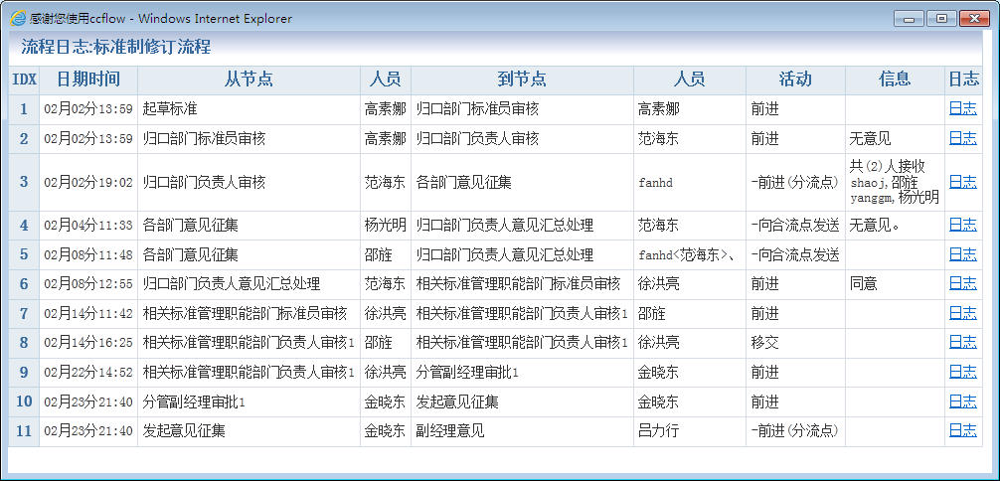 感谢您使用ccflow - Windows Internet Explorer
流程日志:标准制修订流程
IDX 日期时间 从节点 人员 到节点 人员 活动 信息 日志
1 02月02分13:59 起草标准 高素娜 归口部门标准员审核 高素娜 前进 日志
2 02月02分13:59 归口部门标准员审核 高素娜 归口部门负责人审核 范海东 前进 无意见 日志
3 02月02分19:02 归口部门负责人审核 范海东 各部门意见征集 fanhd -前进(分流点) 共(2)人接收
shaoj,邵旌
yanggm,杨光明 日志
4 02月04分11:33 各部门意见征集 杨光明 归口部门负责人意见汇总处理 范海东 -向合流点发送 无意见。 日志
5 02月08分11:48 各部门意见征集 邵旌 归口部门负责人意见汇总处理 fanhd<范海东>、 -向合流点发送 日志
6 02月08分12:55 归口部门负责人意见汇总处理 范海东 相关标准管理职能部门标准员审核 徐洪亮 前进 同意 日志
7 02月14分11:42 相关标准管理职能部门标准员审核 徐洪亮 相关标准管理职能部门负责人审核1 邵旌 前进 日志
8 02月14分16:25 相关标准管理职能部门负责人审核1 邵旌 相关标准管理职能部门负责人审核1 徐洪亮 移交 日志
9 02月22分14:52 相关标准管理职能部门负责人审核1 徐洪亮 分管副经理审批1 金晓东 前进 日志
10 02月23分21:40 分管副经理审批1 金晓东 发起意见征集 金晓东 前进 日志
11 02月23分21:40 发起意见征集 金晓东 副经理意见 吕力行 -前进(分流点) 日志